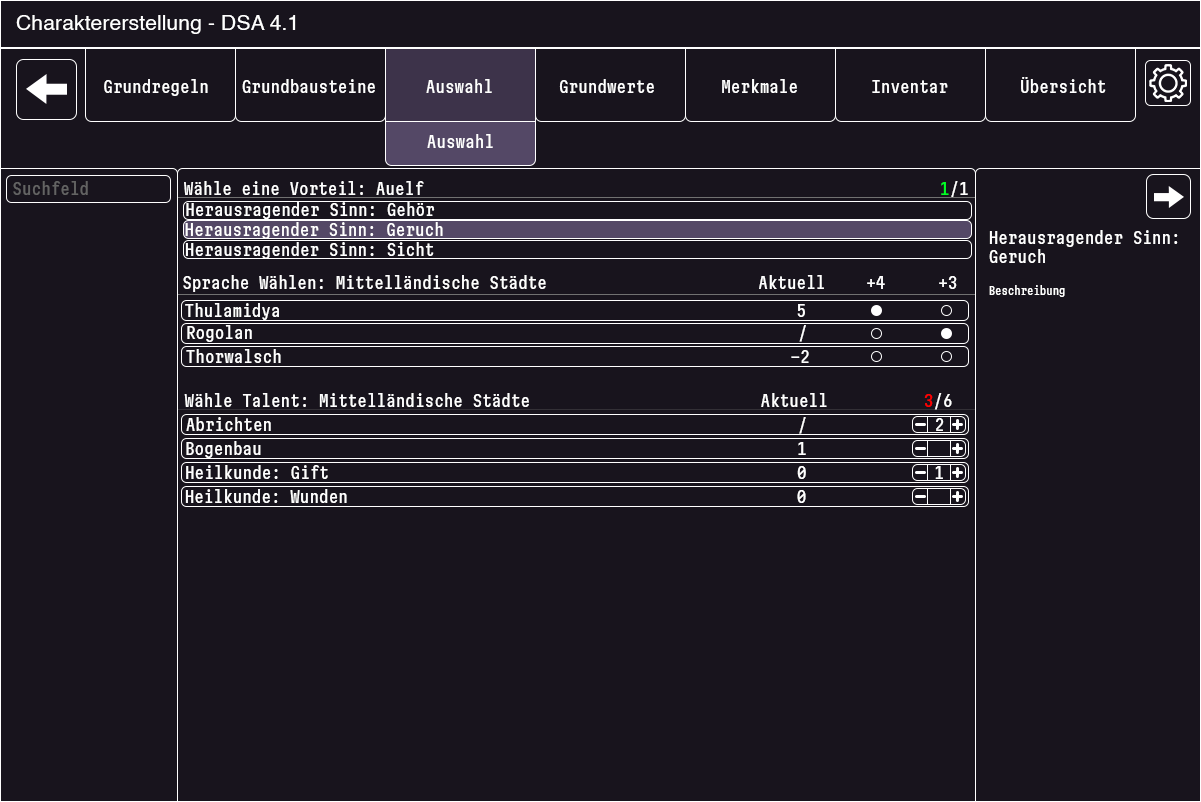 Charaktererstellung - DSA 4.1
Grundregeln
Grundbausteine
Auswahl
Grundwerte
Merkmale
Inventar
Übersicht
Auswahl
Suchfeld
Wähle eine Vorteil: Auelf 1/1
Herausragender Sinn: Gehör
Herausragender Sinn: Geruch
Herausragender Sinn: Sicht
Sprache Wählen: Mittelländische Städte Aktuell +4 +3
Thulamidya 5
Rogolan /
Thorwalsch -2
Wähle Talent: Mittelländische Städte Aktuell 3/6
Abrichten / - 2 +
Bogenbau 1 - +
Heilkunde: Gift 0 - 1 +
Heilkunde: Wunden 0 - +
Herausragender Sinn:
Geruch
Beschreibung